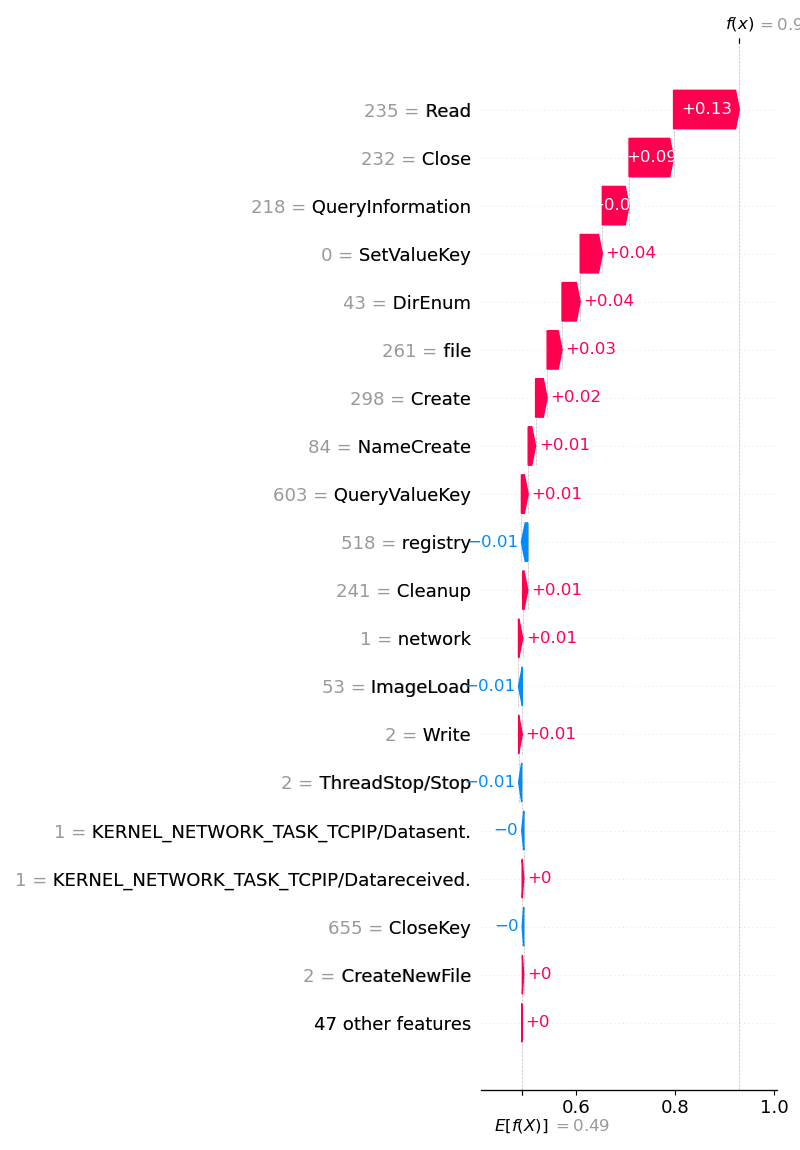 f(x) = 0.9
235 = Read
+0.13
232 = Close
+0.09
218 = QueryInformation
0 = SetValueKey
+0.04
43 = DirEnum
+0.04
261 = file
+0.03
298 = Create
+0.02
84 = NameCreate
+0.01
603 = QueryValueKey
+0.01
518 = registry
−0.01
241 = Cleanup
+0.01
1 = network
+0.01
53 = ImageLoad
−0.01
2 = Write
+0.01
2 = ThreadStop/Stop
−0.01
1 = KERNEL_NETWORK_TASK_TCPIP/Datasent.
−0
1 = KERNEL_NETWORK_TASK_TCPIP/Datareceived.
+0
655 = CloseKey
−0
2 = CreateNewFile
+0
47 other features
+0
0.6 0.8 1.0
E[f(X)] = 0.49